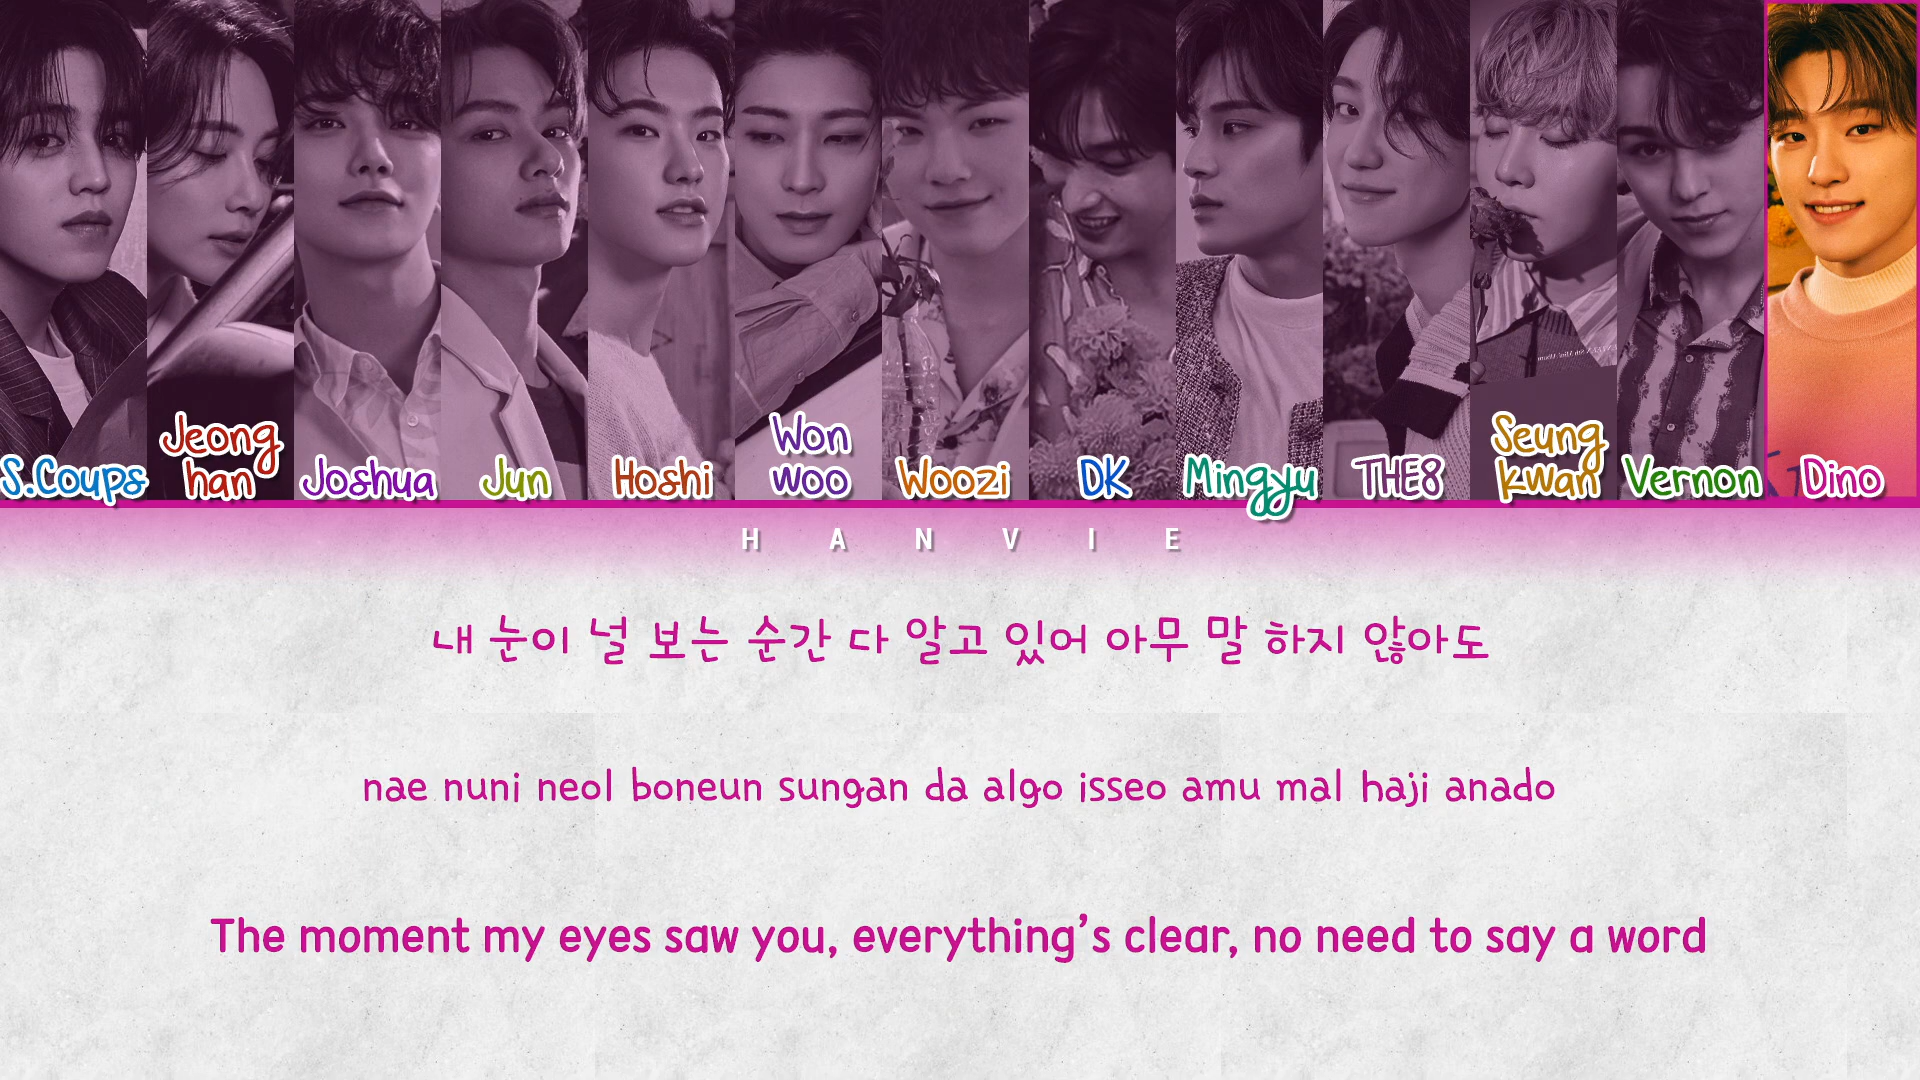 S.Coups
Jeong
han
Joshua
Jun
Hoshi
Won
woo
Woozi
DK
Mingyu
THE8
Seung
kwan
Vernon
Dino
HANVIE
내 눈이 널 보는 순간 다 알고 있어 아무 말 하지 않아도
nae nuni neol boneun sungan da algo isseo amu mal haji anado
The moment my eyes saw you, everything’s clear, no need to say a word